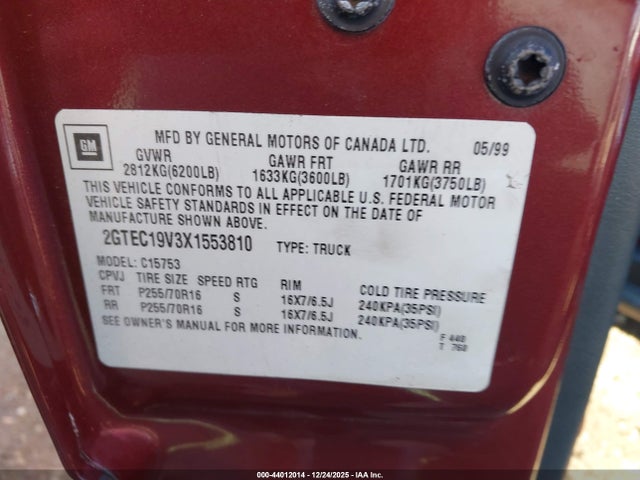 GM
MFD BY GENERAL MOTORS OF CANADA LTD. 05/99
GVWR GAWR FRT GAWR RR
2812KG(6200LB) 1633KG(3600LB) 1701KG(3750LB)
THIS VEHICLE CONFORMS TO ALL APPLICABLE U.S. FEDERAL MOTOR
VEHICLE SAFETY STANDARDS IN EFFECT ON THE DATE OF
MANUFACTURE SHOWN ABOVE.
2GTEC19V3X1553810 TYPE: TRUCK
MODEL: C15753
CPVJ TIRE SIZE SPEED RTG RIM COLD TIRE PRESSURE
FRT P255/70R16 S 16X7/6.5J 240KPA(35PSI)
RR P255/70R16 S 16X7/6.5J 240KPA(35PSI)
SEE OWNER'S MANUAL FOR MORE INFORMATION.
F 440
T 760
000-44012014 - 12/24/2025 - IAA Inc.